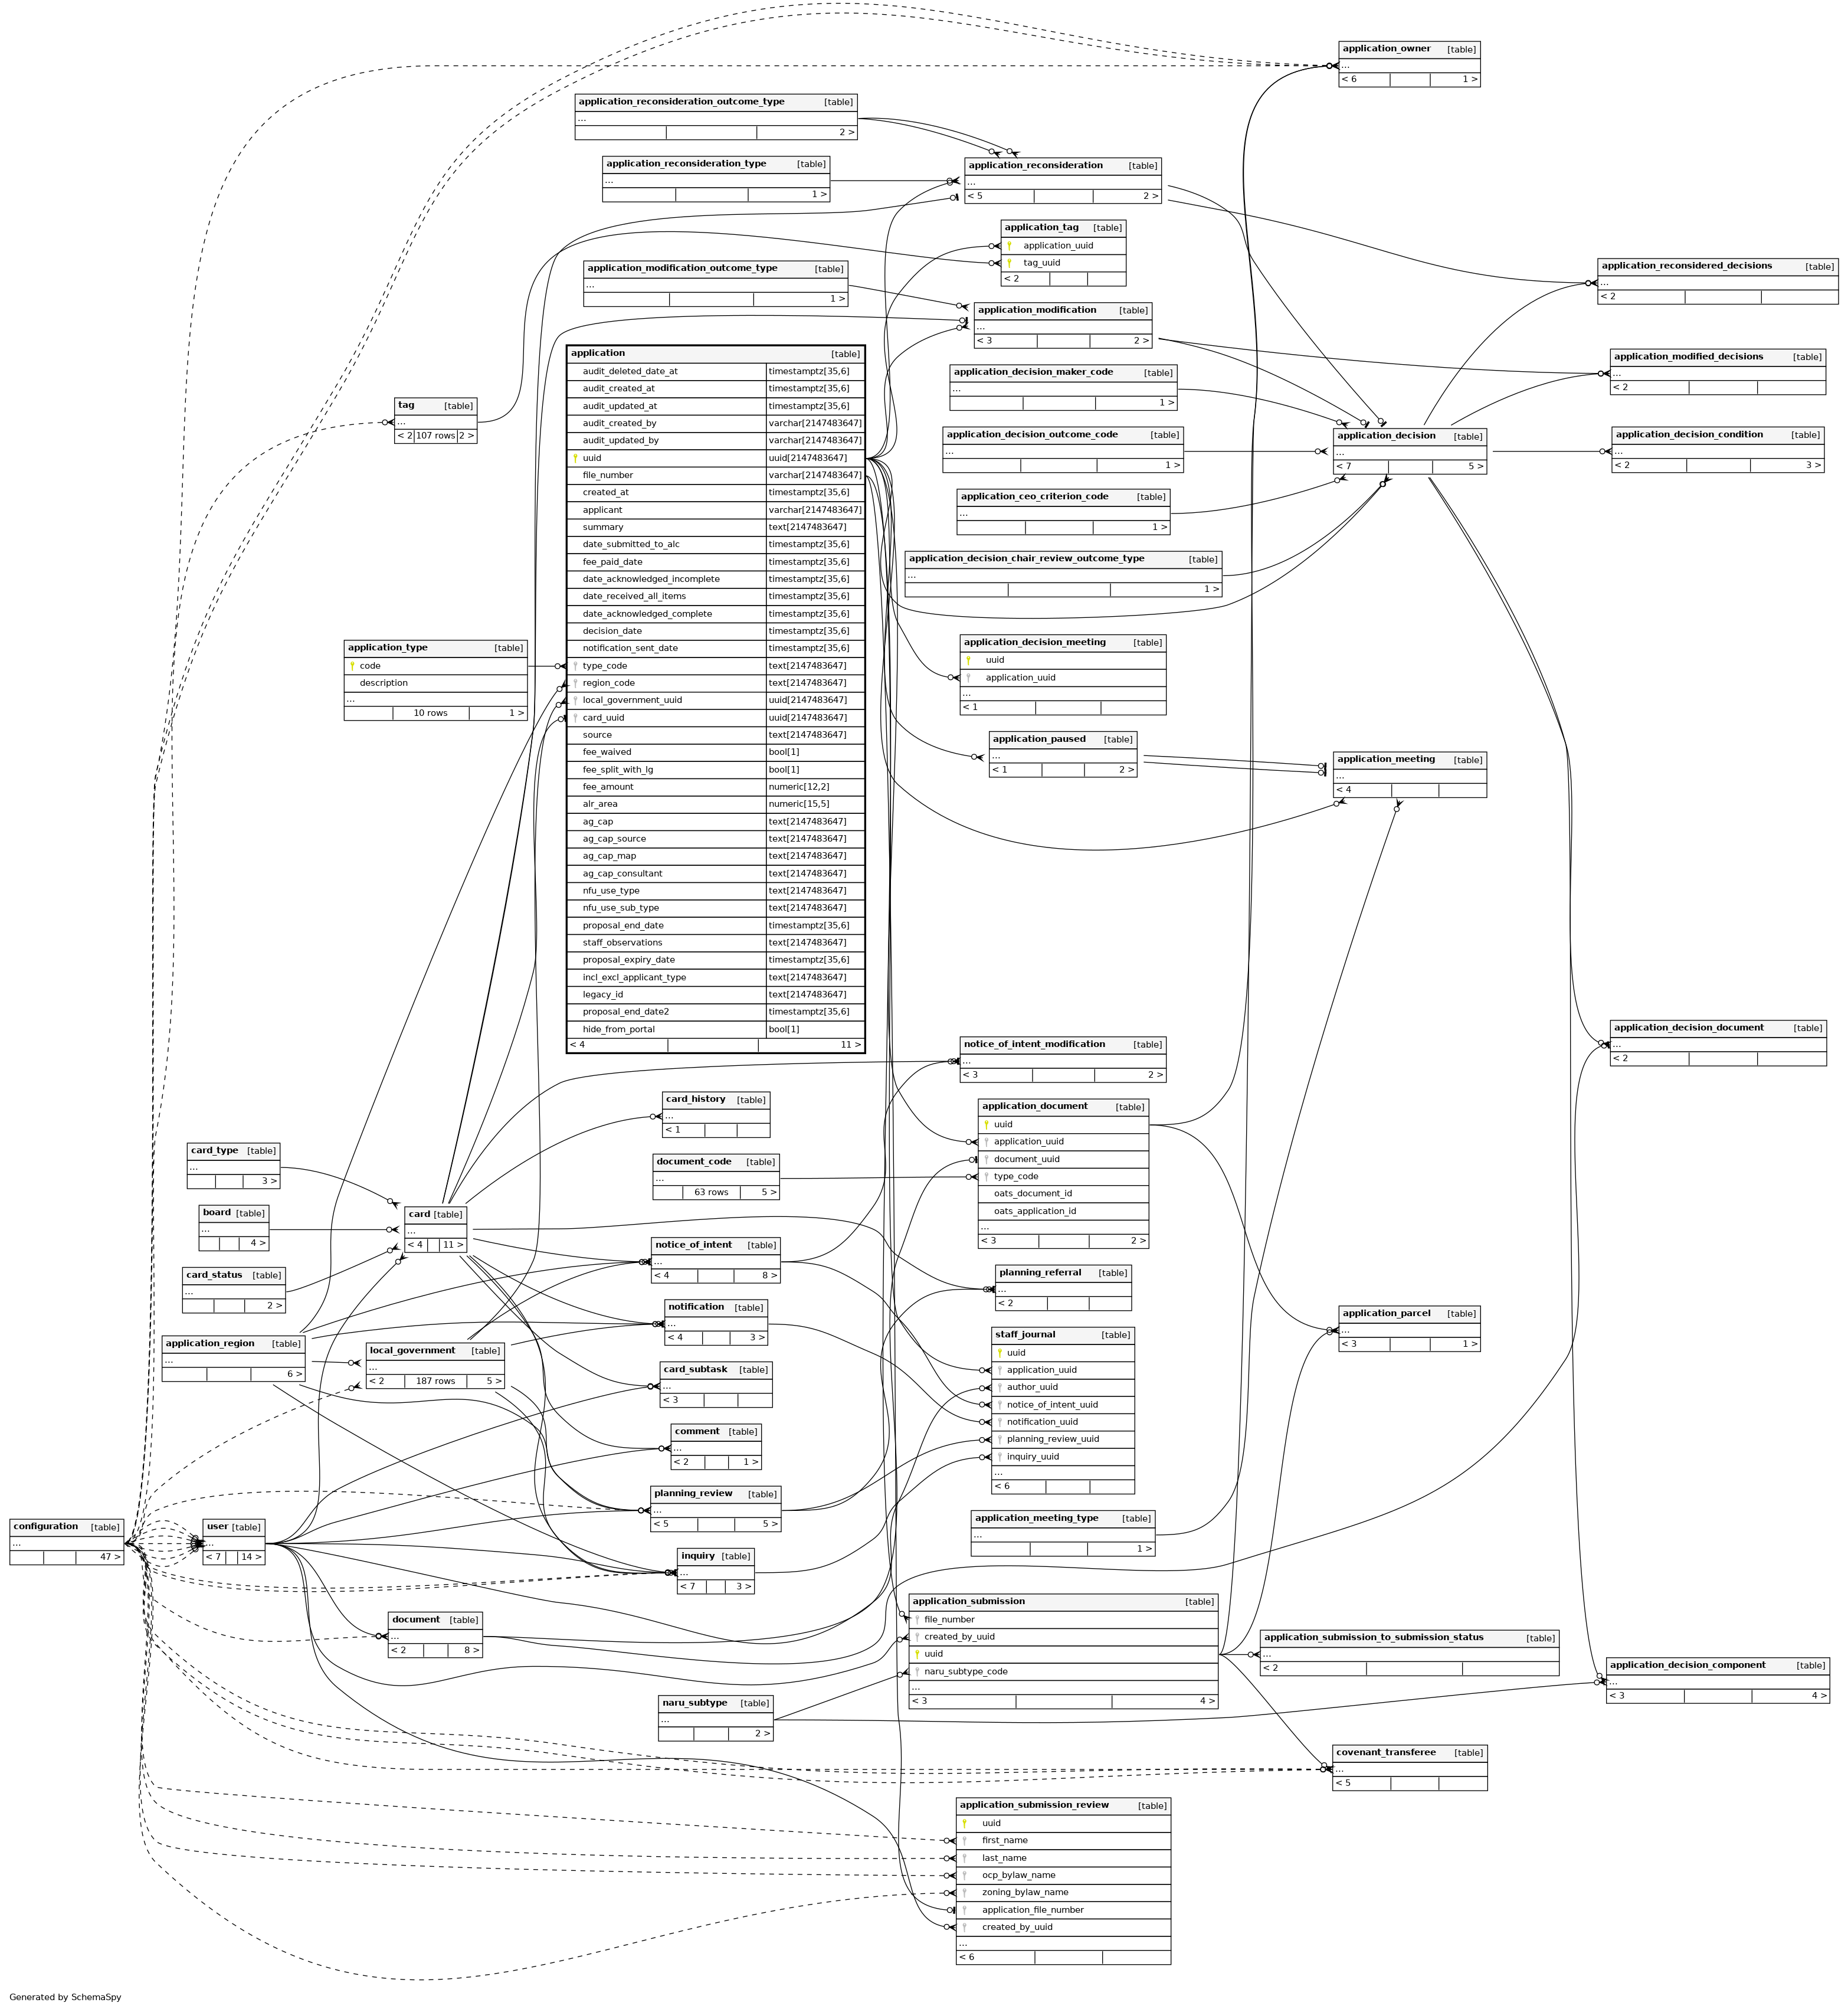 application_owner [table]
...
< 6 1 >
application_reconsideration_outcome_type [table]
...
2 >
application_reconsideration_type [table]
...
1 >
application_reconsideration [table]
...
< 5 2 >
application_tag [table]
application_uuid
tag_uuid
< 2
application_modification_outcome_type [table]
...
1 >
application_reconsidered_decisions [table]
...
< 2
application_modification [table]
...
< 3 2 >
application_modified_decisions [table]
...
< 2
application [table]
audit_deleted_date_at timestamptz[35,6]
audit_created_at timestamptz[35,6]
audit_updated_at timestamptz[35,6]
audit_created_by varchar[2147483647]
audit_updated_by varchar[2147483647]
uuid uuid[2147483647]
file_number varchar[2147483647]
created_at timestamptz[35,6]
applicant varchar[2147483647]
summary text[2147483647]
date_submitted_to_alc timestamptz[35,6]
fee_paid_date timestamptz[35,6]
date_acknowledged_incomplete timestamptz[35,6]
date_received_all_items timestamptz[35,6]
date_acknowledged_complete timestamptz[35,6]
decision_date timestamptz[35,6]
notification_sent_date timestamptz[35,6]
type_code text[2147483647]
region_code text[2147483647]
local_government_uuid uuid[2147483647]
card_uuid uuid[2147483647]
source text[2147483647]
fee_waived bool[1]
fee_split_with_lg bool[1]
fee_amount numeric[12,2]
alr_area numeric[15,5]
ag_cap text[2147483647]
ag_cap_source text[2147483647]
ag_cap_map text[2147483647]
ag_cap_consultant text[2147483647]
nfu_use_type text[2147483647]
nfu_use_sub_type text[2147483647]
proposal_end_date timestamptz[35,6]
staff_observations text[2147483647]
proposal_expiry_date timestamptz[35,6]
incl_excl_applicant_type text[2147483647]
legacy_id text[2147483647]
proposal_end_date2 timestamptz[35,6]
hide_from_portal bool[1]
< 4 11 >
application_decision_maker_code [table]
...
1 >
tag [table]
...
< 2 107 rows 2 >
application_decision_outcome_code [table]
...
1 >
application_decision [table]
...
< 7 5 >
application_decision_condition [table]
...
< 2 3 >
application_ceo_criterion_code [table]
...
1 >
application_decision_chair_review_outcome_type [table]
...
1 >
application_type [table]
code
description
...
10 rows 1 >
application_decision_meeting [table]
uuid
application_uuid
...
< 1
application_paused [table]
...
< 1 2 >
application_meeting [table]
...
< 4
application_decision_document [table]
...
< 2
notice_of_intent_modification [table]
...
< 3 2 >
card_history [table]
...
< 1
application_document [table]
uuid
application_uuid
document_uuid
type_code
oats_document_id
oats_application_id
...
< 3 2 >
card_type [table]
...
3 >
document_code [table]
...
63 rows 5 >
board [table]
...
4 >
card [table]
...
< 4 11 >
notice_of_intent [table]
...
< 4 8 >
card_status [table]
...
2 >
planning_referral [table]
...
< 2
notification [table]
...
< 4 3 >
application_parcel [table]
...
< 3 1 >
application_region [table]
...
6 >
local_government [table]
...
< 2 187 rows 5 >
staff_journal [table]
uuid
application_uuid
author_uuid
notice_of_intent_uuid
notification_uuid
planning_review_uuid
inquiry_uuid
...
< 6
card_subtask [table]
...
< 3
comment [table]
...
< 2 1 >
planning_review [table]
...
< 5 5 >
application_meeting_type [table]
...
1 >
configuration [table]
...
47 >
user [table]
...
< 7 14 >
inquiry [table]
...
< 7 3 >
application_submission [table]
file_number
created_by_uuid
uuid
naru_subtype_code
...
< 3 4 >
document [table]
...
< 2 8 >
application_submission_to_submission_status [table]
...
< 2
application_decision_component [table]
...
< 3 4 >
naru_subtype [table]
...
2 >
covenant_transferee [table]
...
< 5
application_submission_review [table]
uuid
first_name
last_name
ocp_bylaw_name
zoning_bylaw_name
application_file_number
created_by_uuid
...
< 6
Generated by SchemaSpy